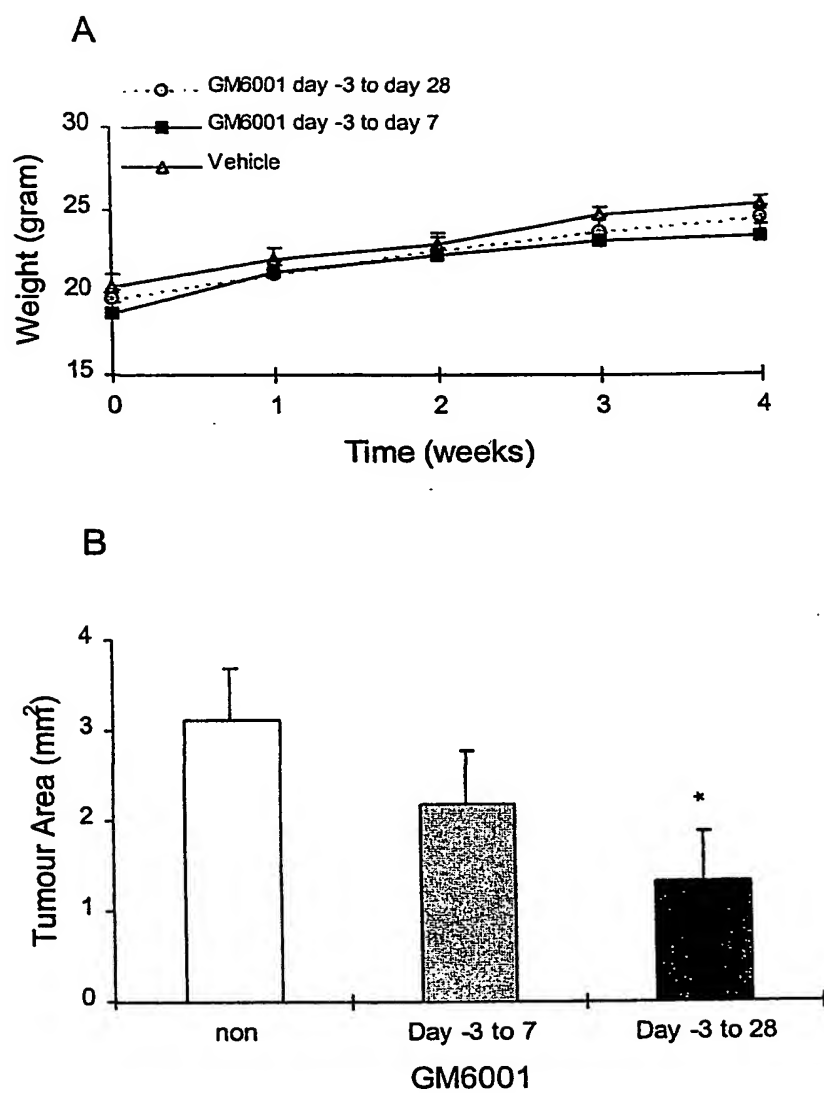 A
GM6001 day -3 to day 28
GM6001 day -3 to day 7
Vehicle
30
25
20
15
Weight (gram)
0 1 2 3 4
Time (weeks)
B
4
3
2
1
0
Tumour Area (mm²)
*
non Day -3 to 7 Day -3 to 28
GM6001